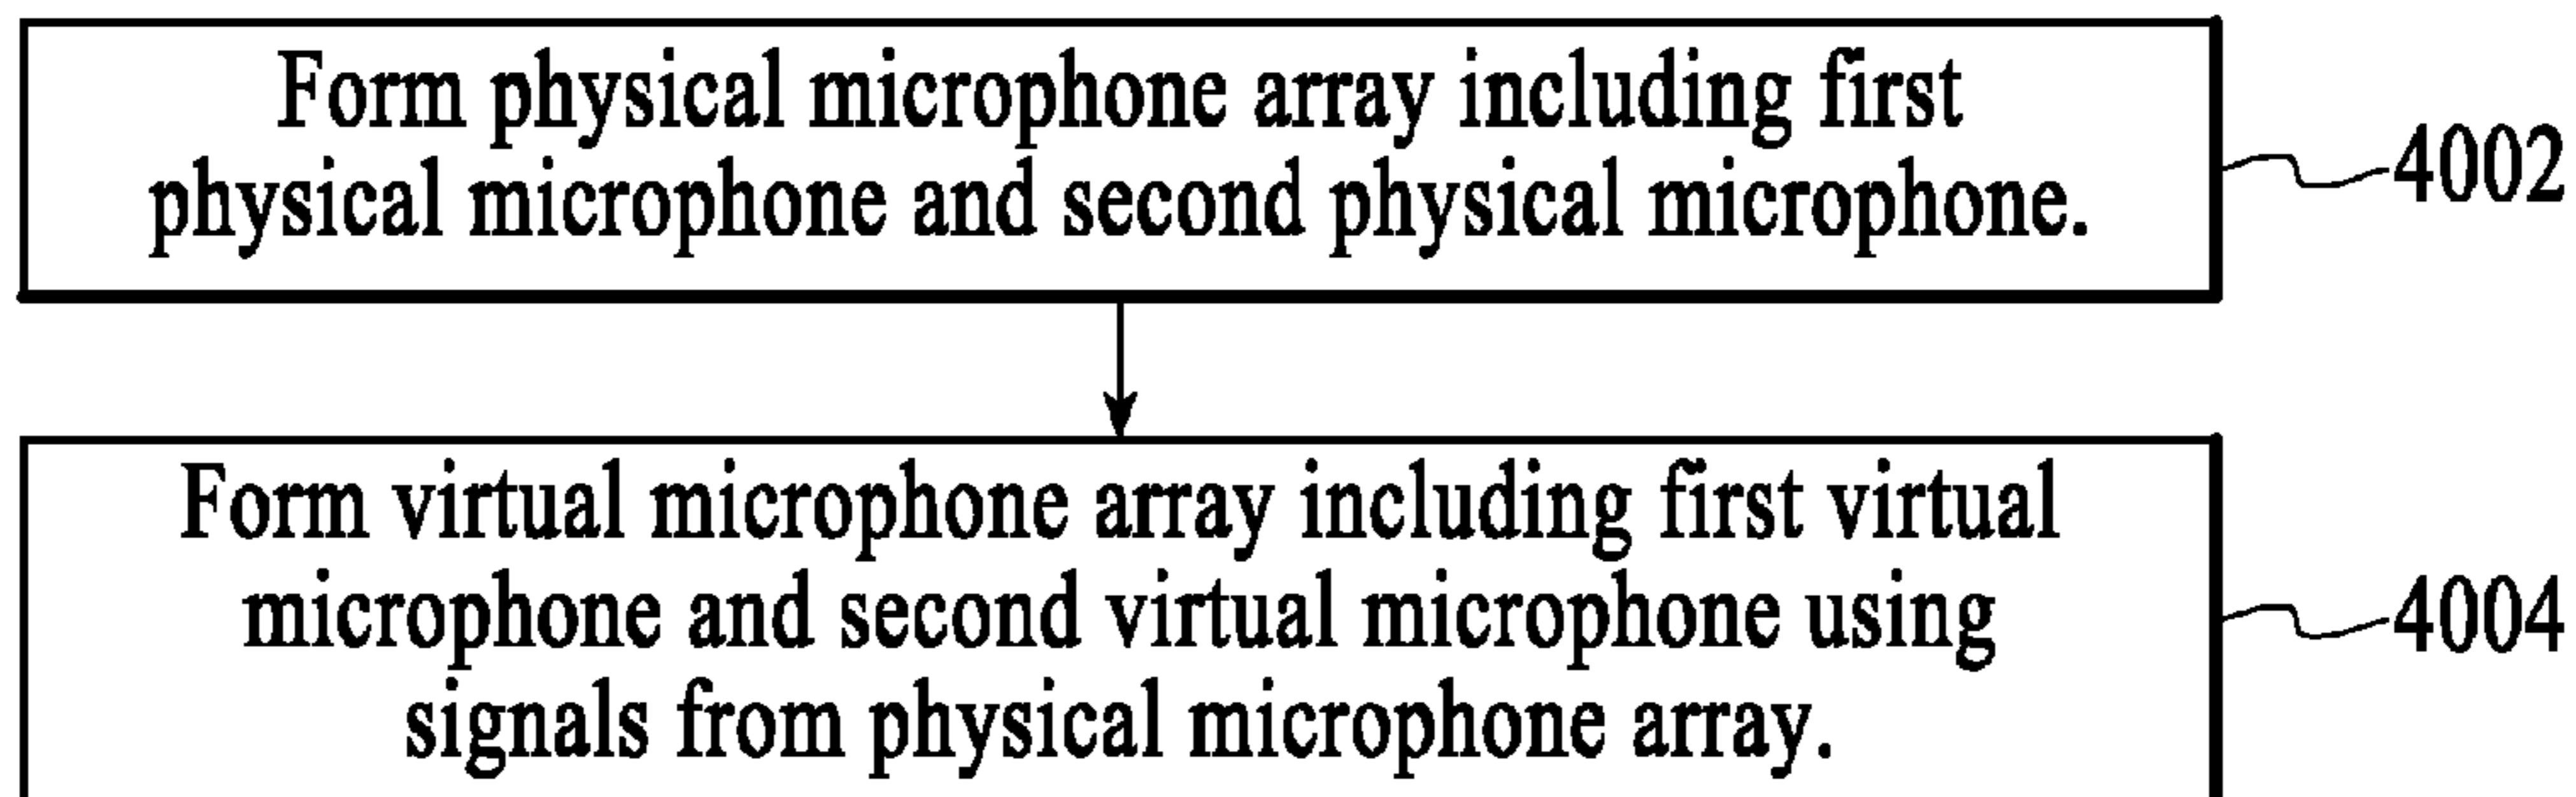 Form physical microphone array including first
physical microphone and second physical microphone.
4002
Form virtual microphone array including first virtual
microphone and second virtual microphone using
signals from physical microphone array.
4004